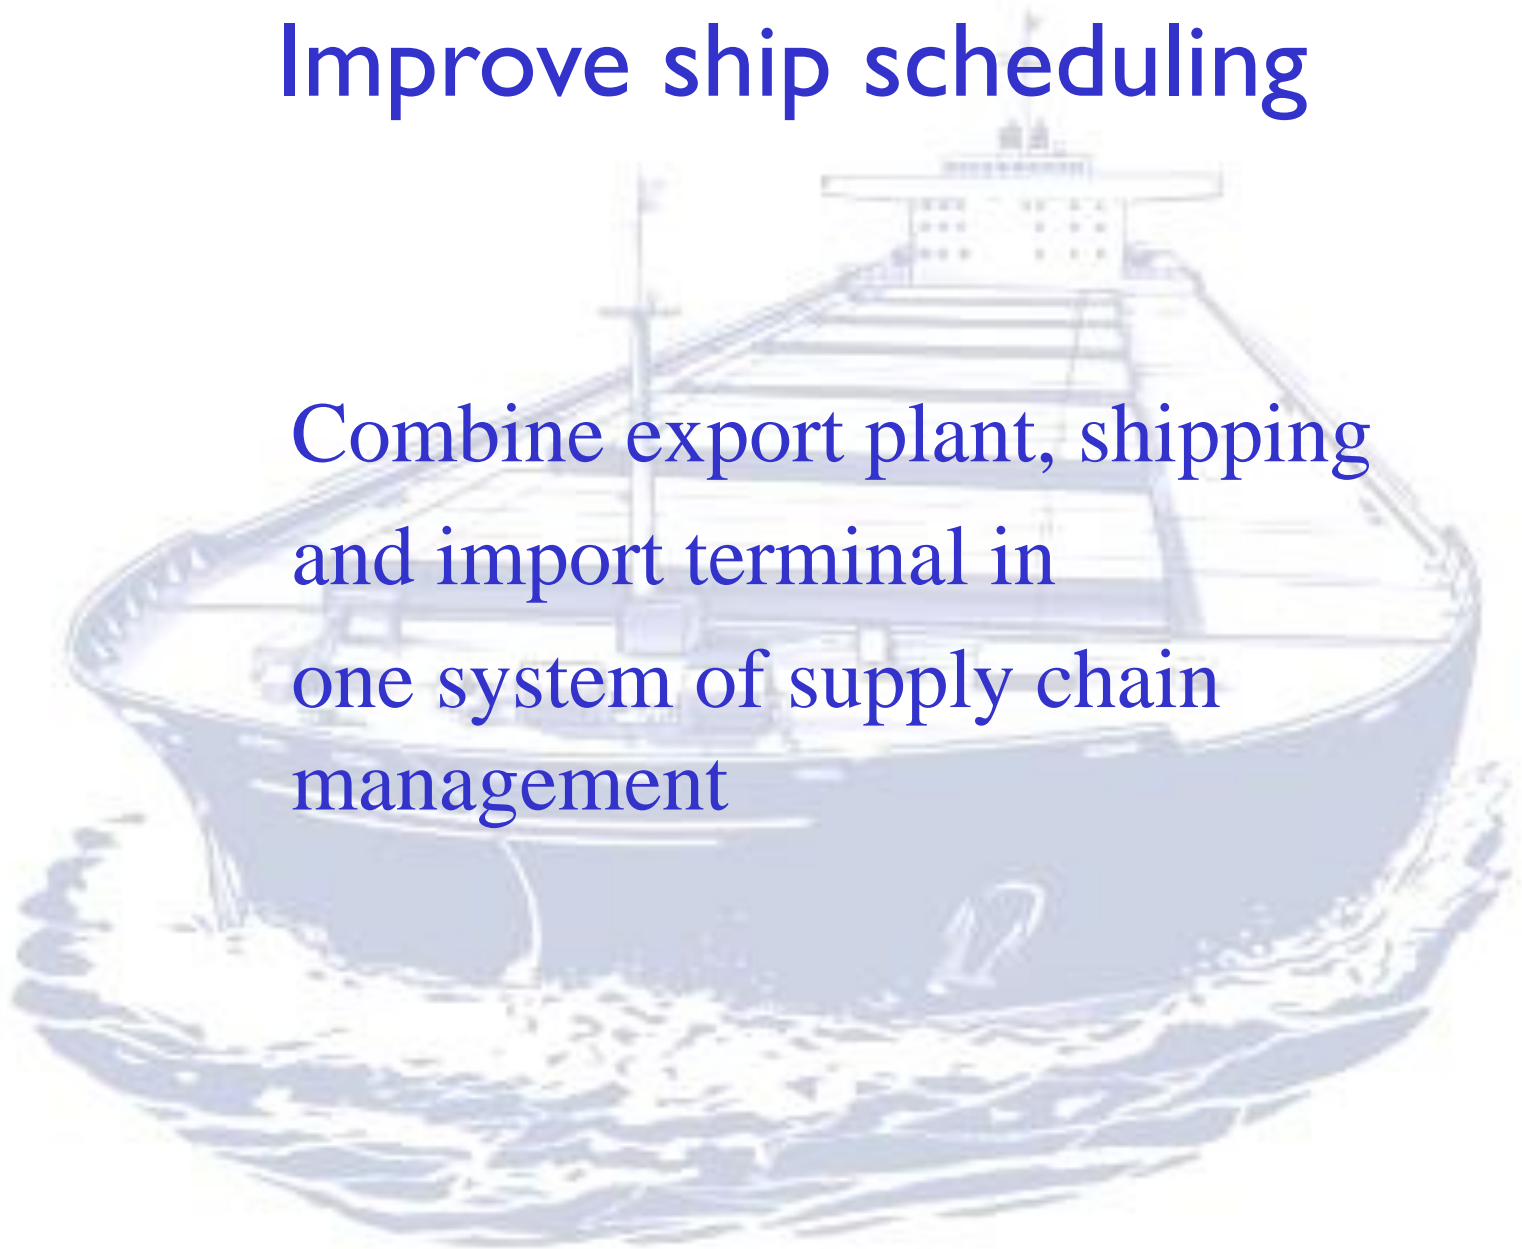 Improve ship scheduling
Combine export plant, shipping
and import terminal in
one system of supply chain
management